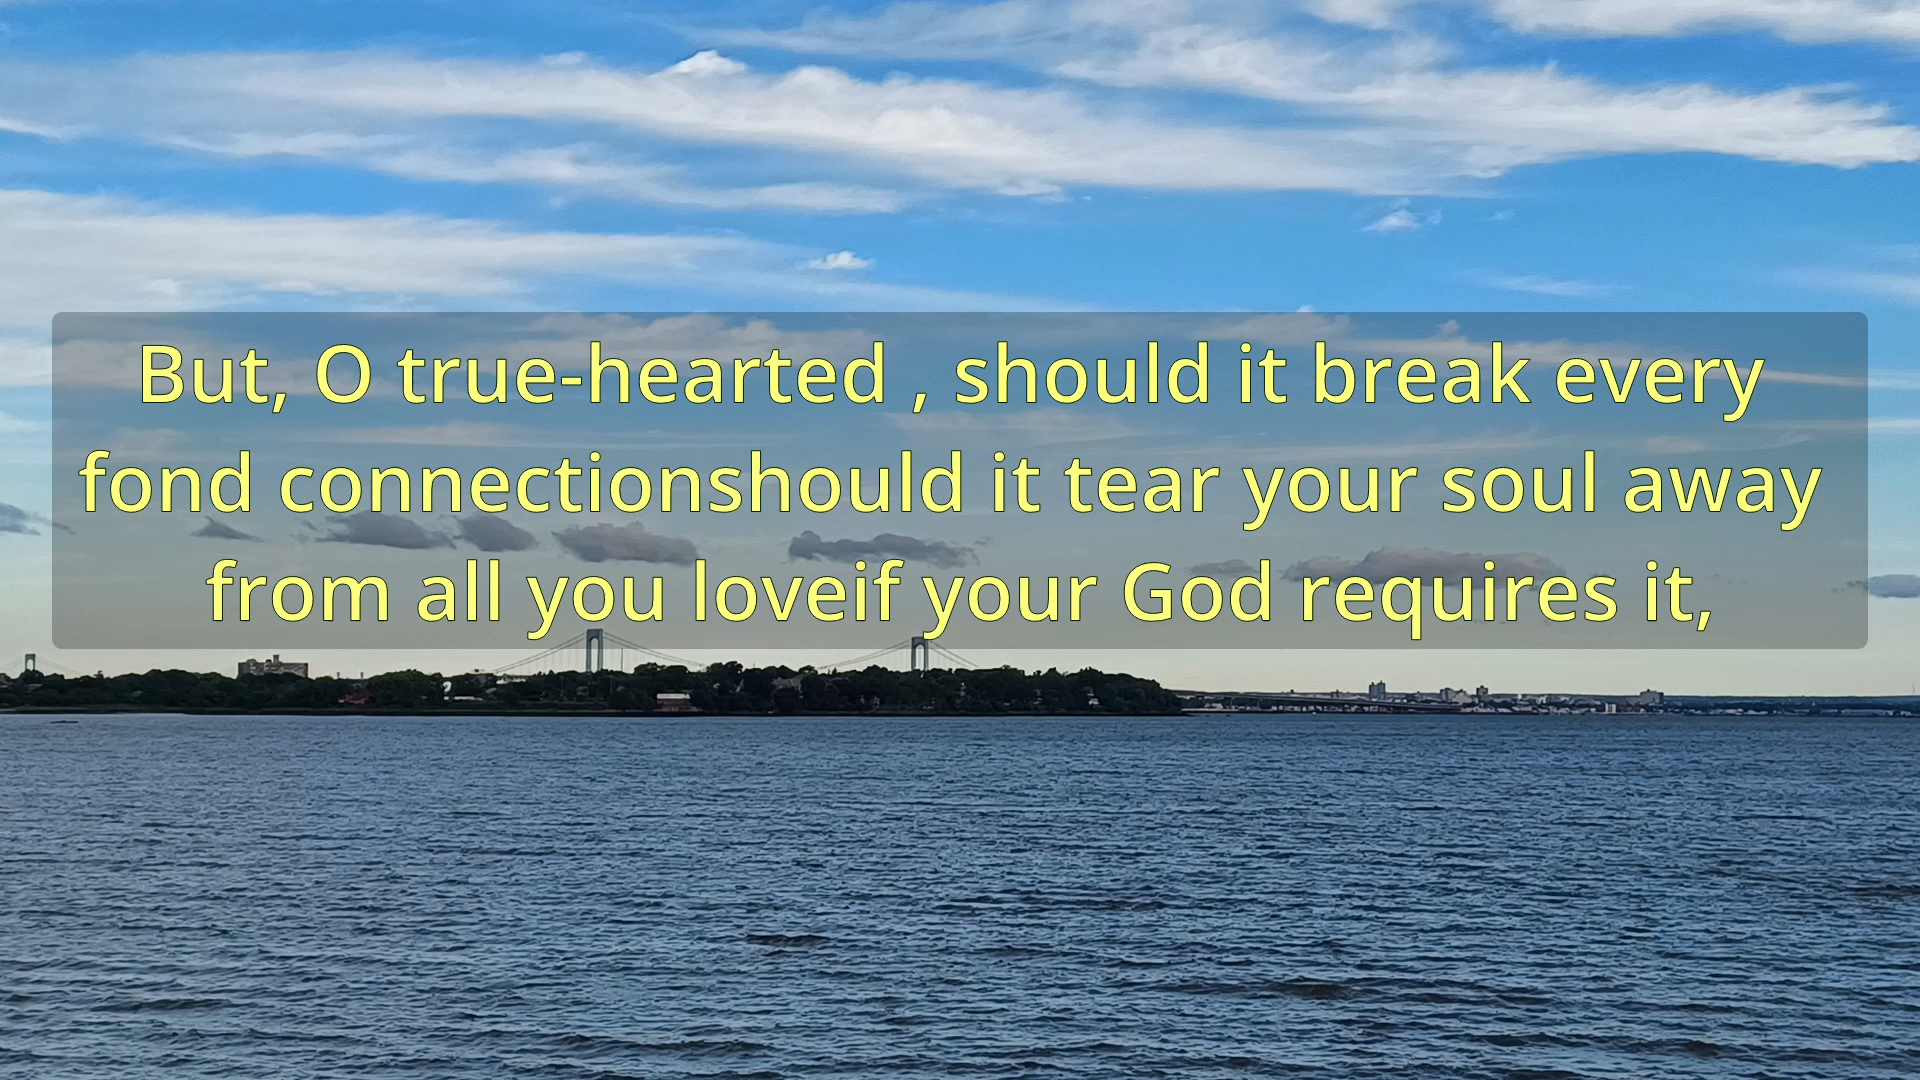 But, O true-hearted , should it break every
fond connectionshould it tear your soul away
from all you loveif your God requires it,